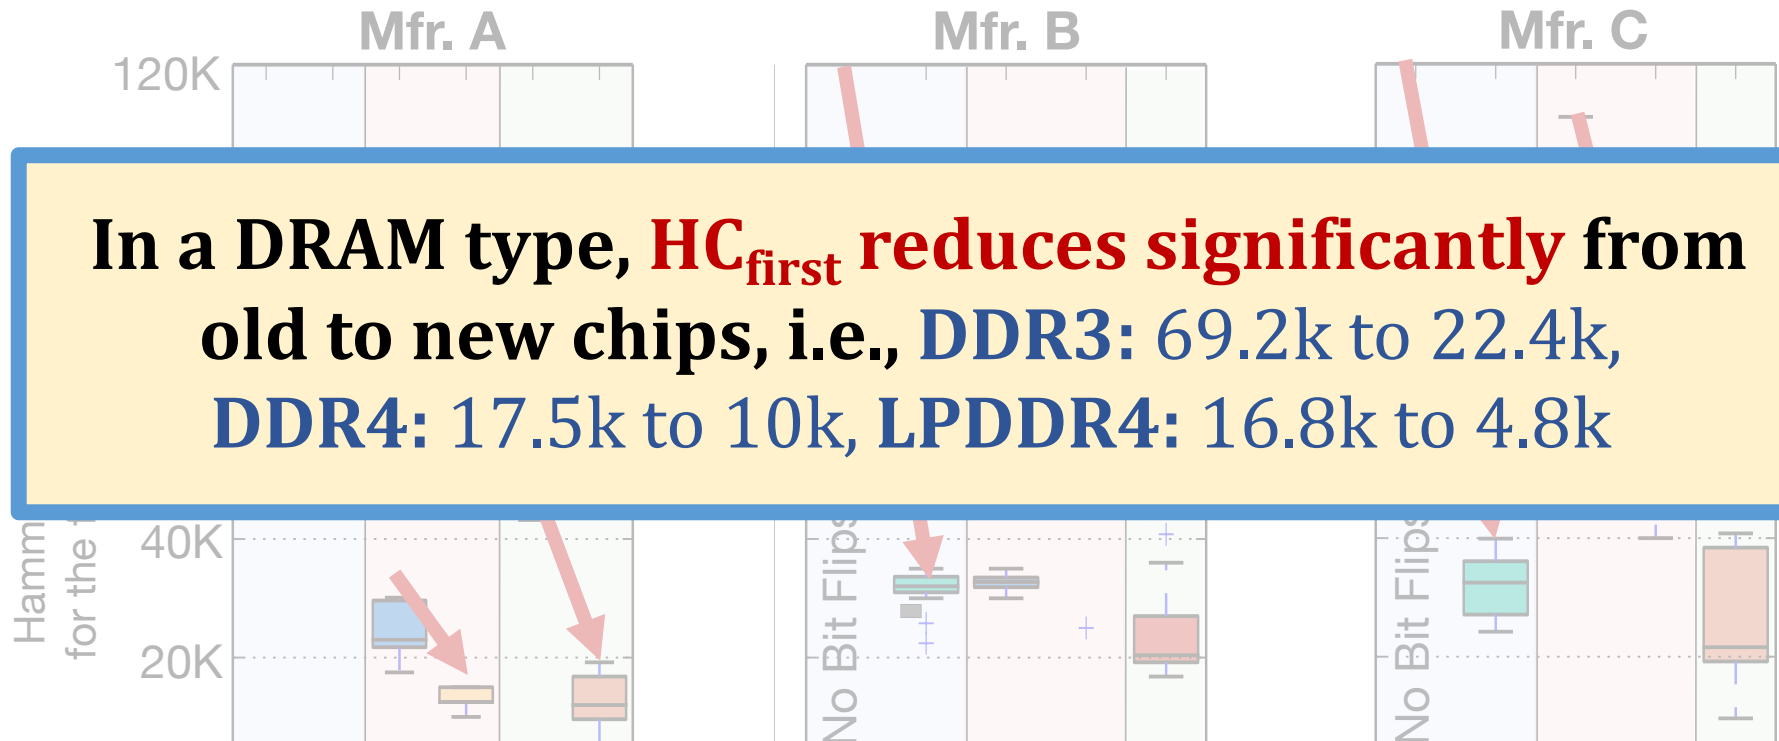 Mfr. A
Mfr. B
Mfr. C
120K
In a DRAM type, HCfirst reduces significantly from
old to new chips, i.e., DDR3: 69.2k to 22.4k,
DDR4: 17.5k to 10k, LPDDR4: 16.8k to 4.8k
40K
20K
for the
No Bit Flips
No Bit Flips